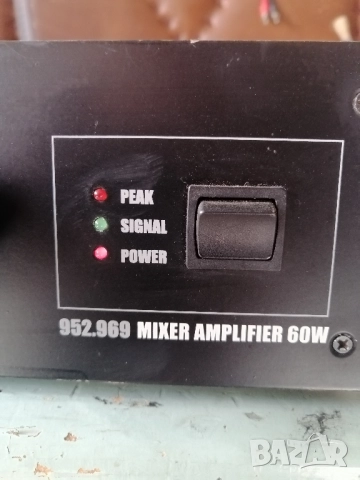 PEAK
SIGNAL
POWER
952.969 MIXER AMPLIFIER 60W
BAZAR